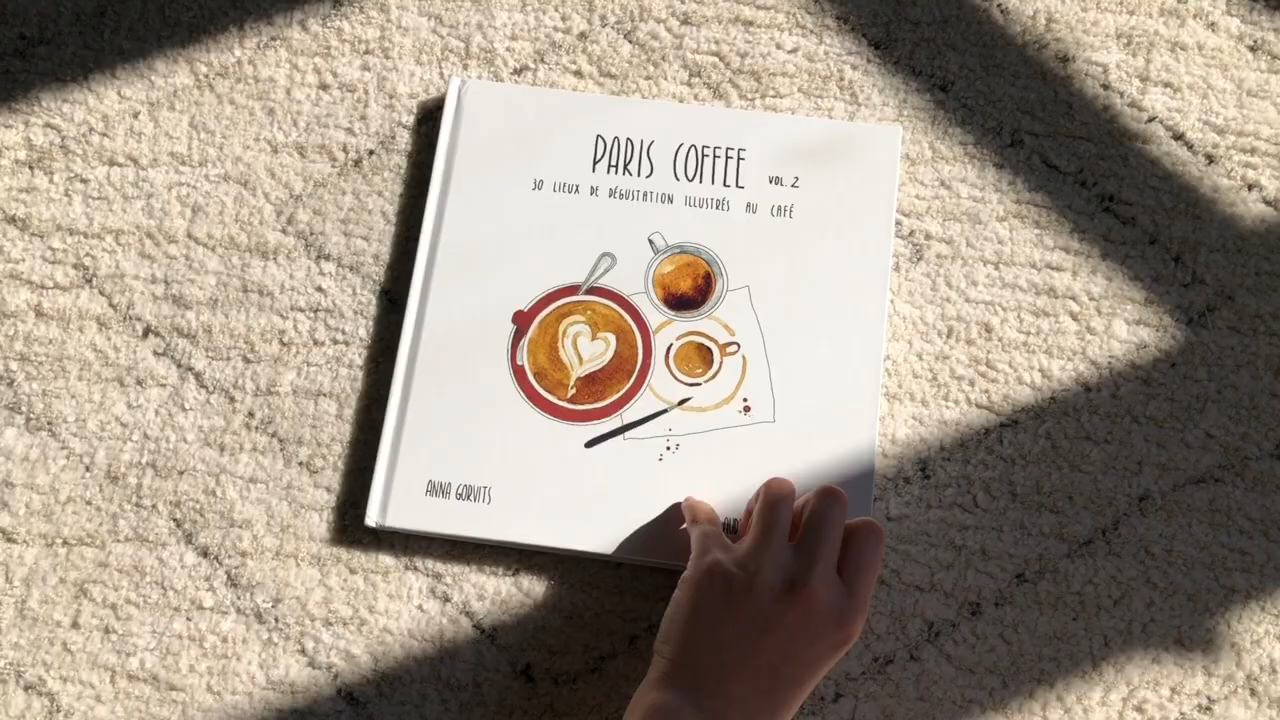 PARIS COFFEE VOL. 2
30 LIEUX DE DÉGUSTATION ILLUSTRÉS AU CAFÉ
ANNA GORVITS